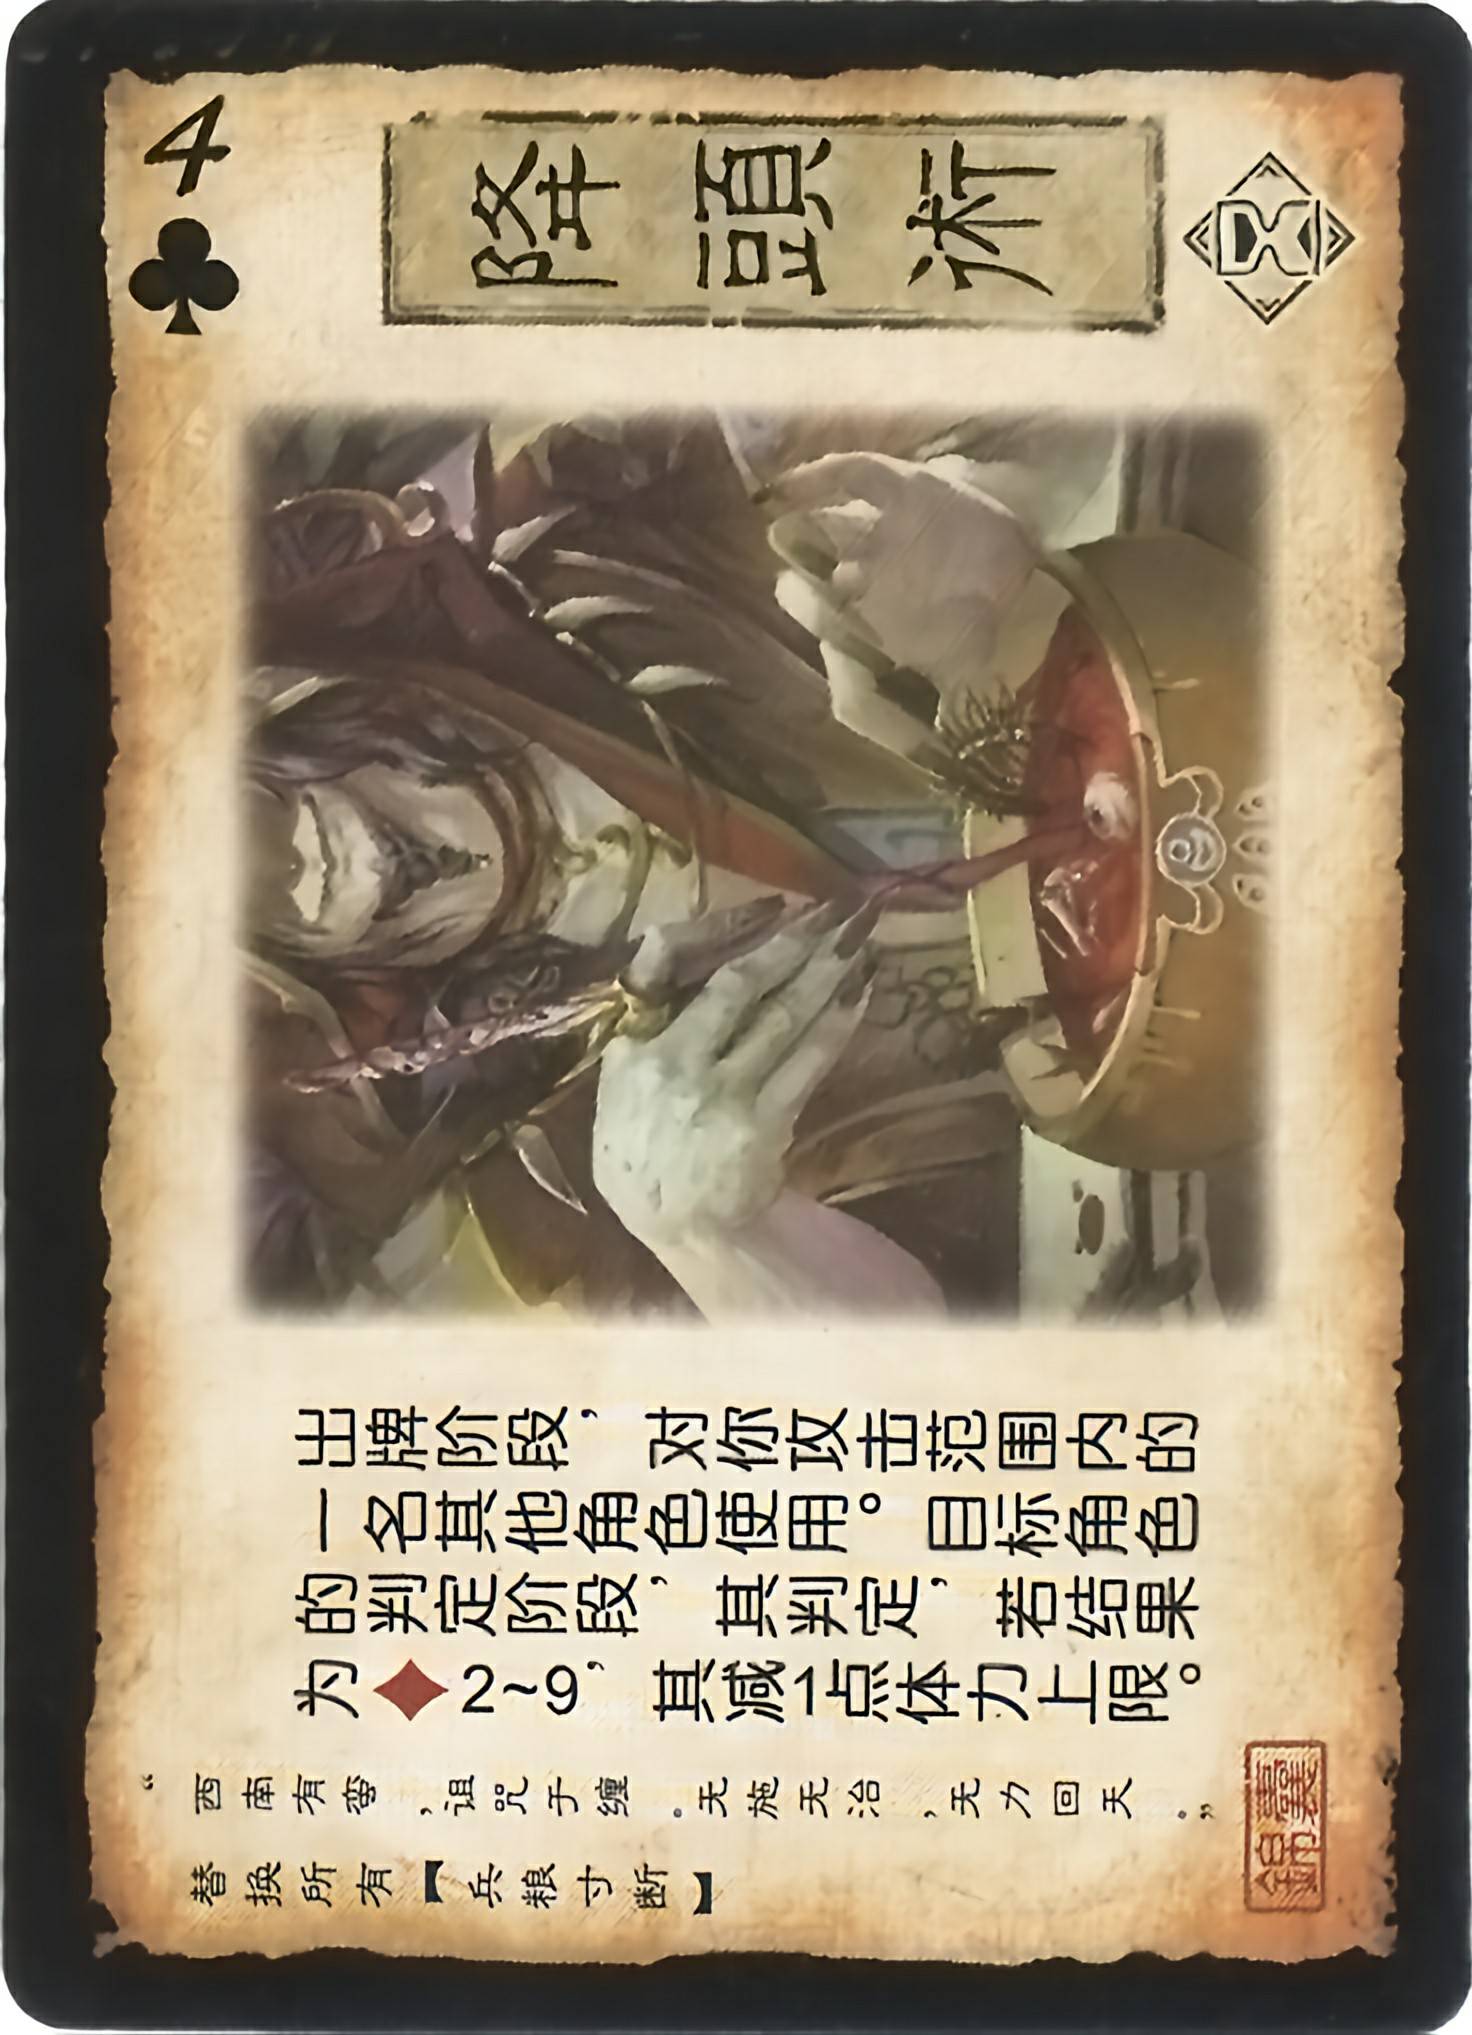 4
降頭術
DC
出牌阶段，对你攻击范围内的
一名其他角色使用。目标角色
的判定阶段，其判定，若结果
为♦2~9，其减1点体力上限。
“西南有蛮，诅咒于缠。无施无治，无力回天。”
替换所有【兵粮寸断】
錦囊